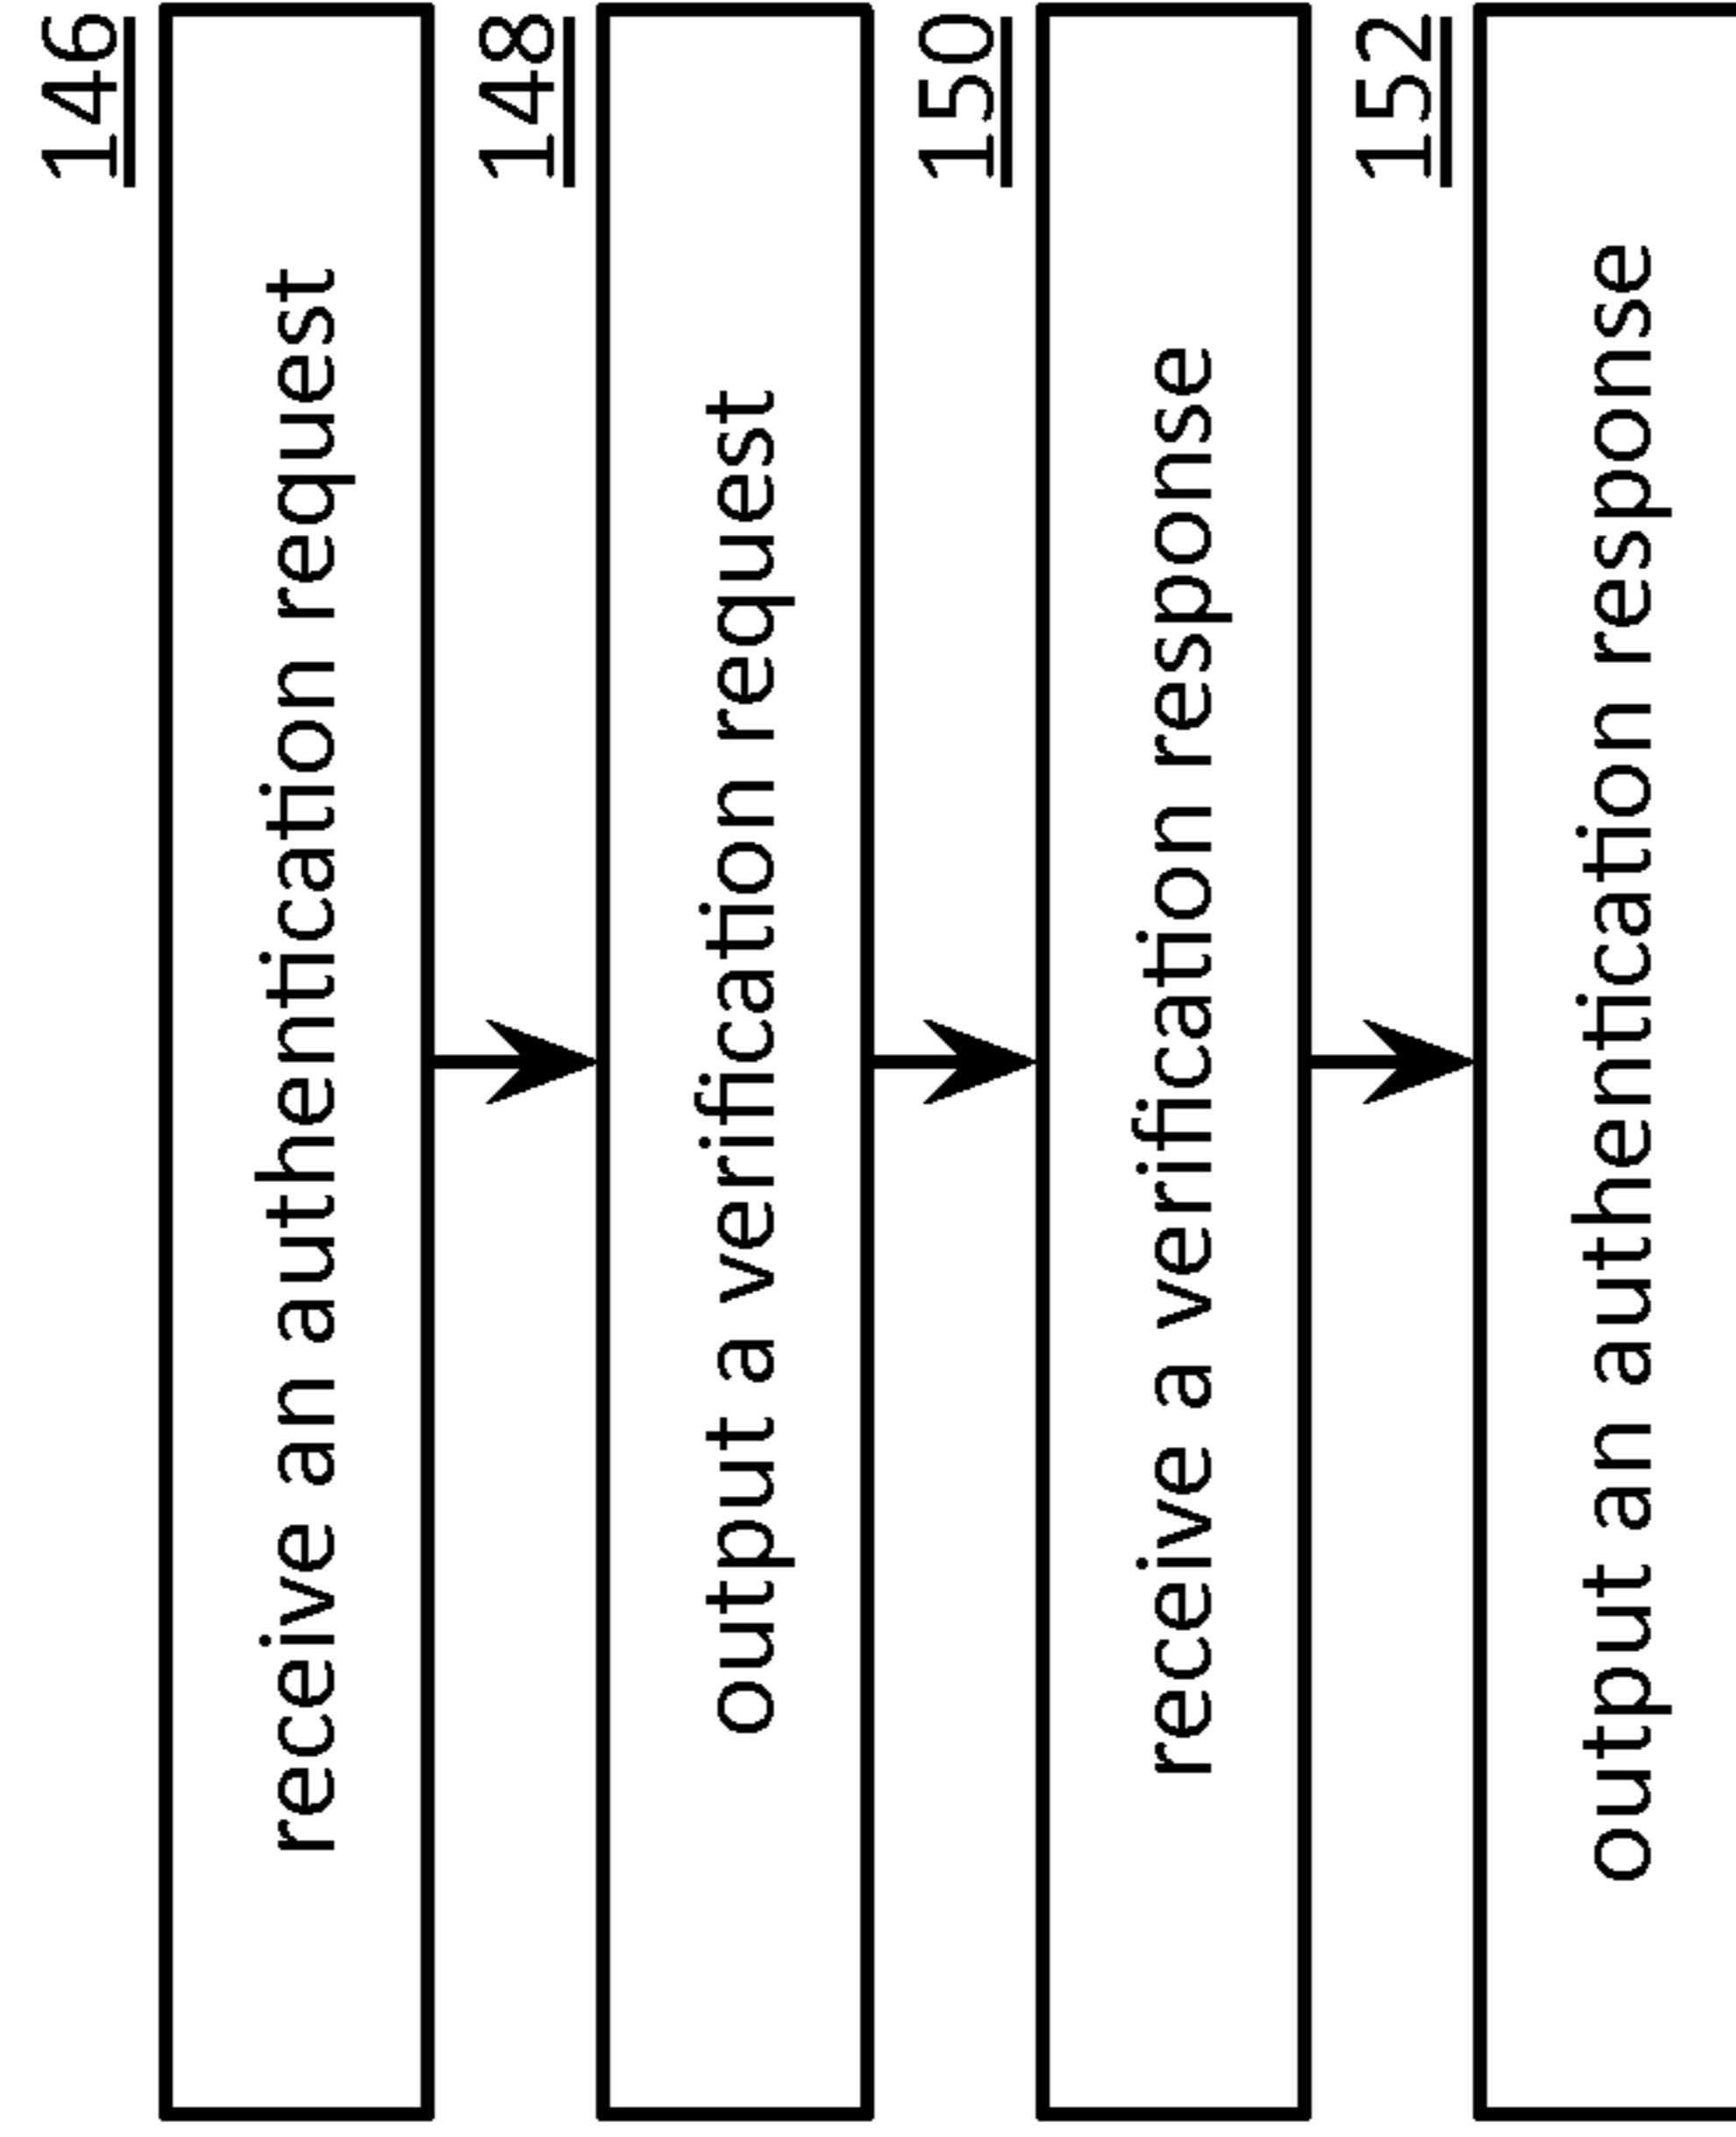 146
receive an authentication request
148
output a verification request
150
receive a verification response
152
output an authentication response